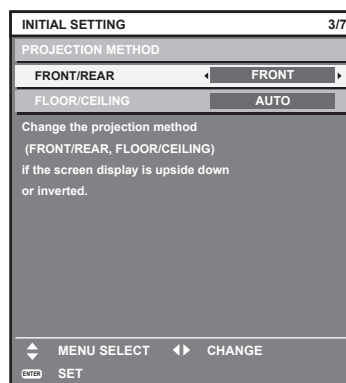 INITIAL SETTING 3/7
PROJECTION METHOD
FRONT/REAR FRONT
FLOOR/CEILING AUTO
Change the projection method
(FRONT/REAR, FLOOR/CEILING)
if the screen display is upside down
or inverted.
MENU SELECT CHANGE
ENTER SET